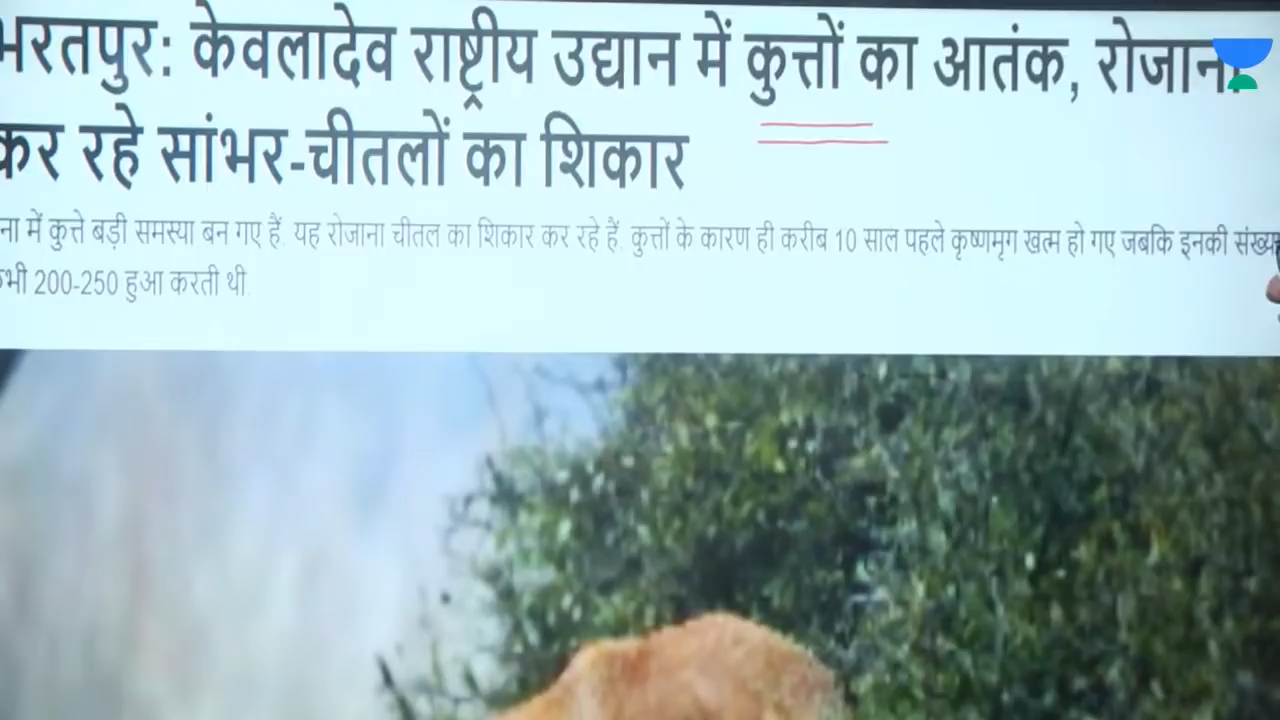 भरतपुर: केवलादेव राष्ट्रीय उद्यान में कुत्तों का आतंक, रोजाना
कर रहे सांभर-चीतलों का शिकार
में कुत्ते बड़ी समस्या बन गए हैं. यह रोजाना चीतल का शिकार कर रहे हैं. कुत्तों के कारण ही करीब 10 साल पहले कृष्णमृग खत्म हो गए जबकि इनकी संख्या
कभी 200-250 हुआ करती थी.